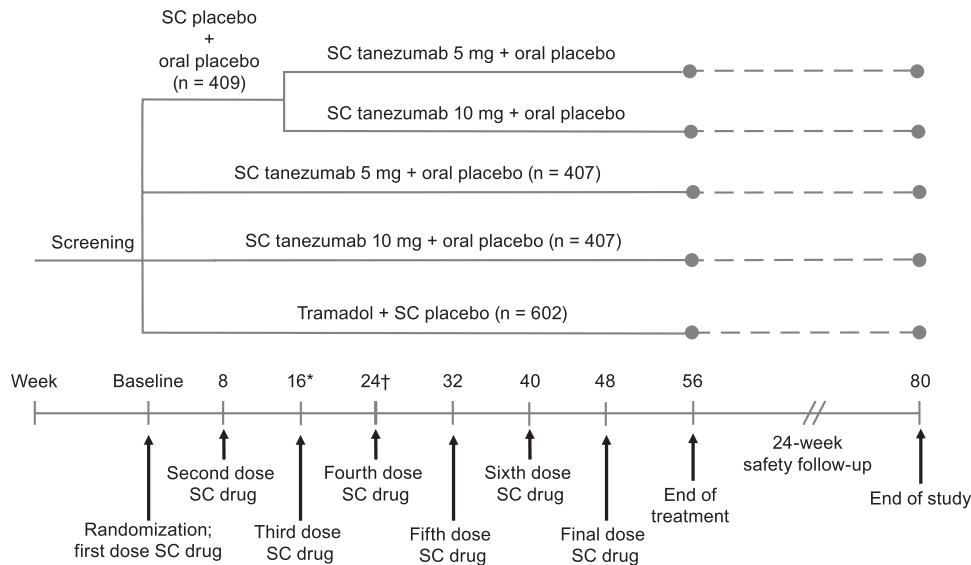 SC placebo
+
oral placebo
(n = 409)
SC tanezumab 5 mg + oral placebo
SC tanezumab 10 mg + oral placebo
SC tanezumab 5 mg + oral placebo (n = 407)
Screening
SC tanezumab 10 mg + oral placebo (n = 407)
Tramadol + SC placebo (n = 602)
Week Baseline 8 16* 24† 32 40 48 56 80
Randomization;
first dose SC drug
Second dose
SC drug
Third dose
SC drug
Fourth dose
SC drug
Fifth dose
SC drug
Sixth dose
SC drug
Final dose
SC drug
End of
treatment
24-week
safety follow-up
End of study